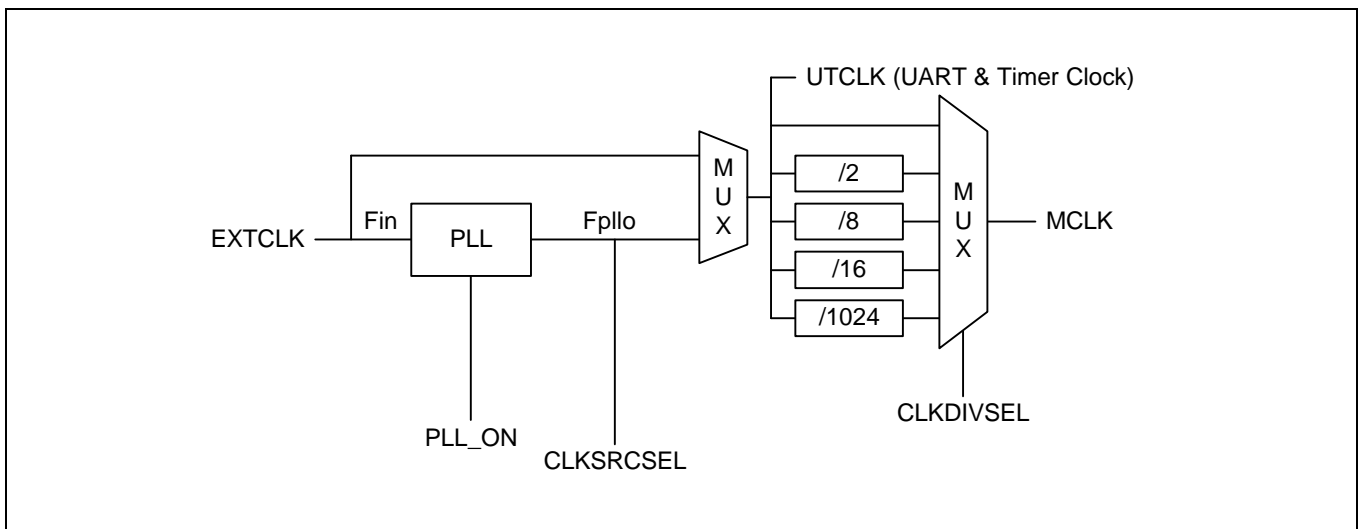 UTCLK (UART & Timer Clock)
M
U
X
/2
/8
/16
/1024
M
U
X
MCLK
EXTCLK
Fin
PLL
Fpllo
CLKDIVSEL
PLL_ON
CLKSRCSEL